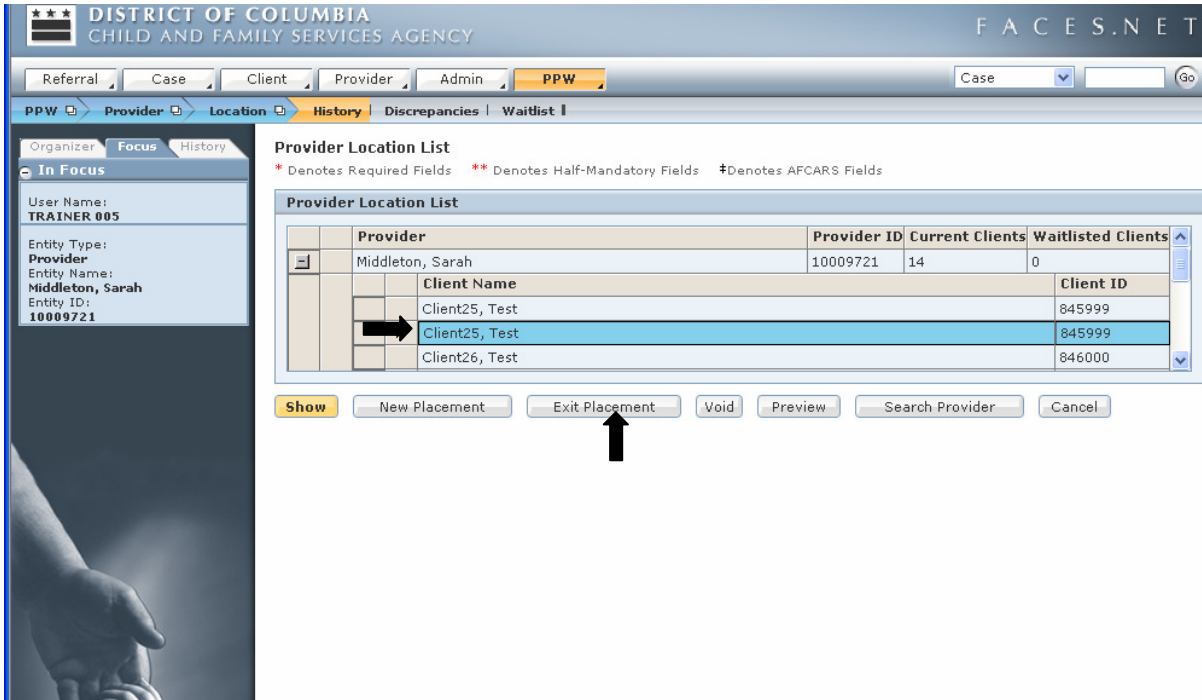 DISTRICT OF COLUMBIA
CHILD AND FAMILY SERVICES AGENCY
FACES.NET
Referral Case Client Provider Admin PPW Case Go
PPW Provider Location History Discrepancies Waitlist
Organizer Focus History
In Focus
User Name:
TRAINER 005
Entity Type:
Provider
Entity Name:
Middleton, Sarah
Entity ID:
10009721
Provider Location List
* Denotes Required Fields ** Denotes Half-Mandatory Fields ‡Denotes AFCARS Fields
Provider Location List
Provider Provider ID Current Clients Waitlisted Clients
Middleton, Sarah 10009721 14 0
Client Name Client ID
Client25, Test 845999
Client25, Test 845999
Client26, Test 846000
Show New Placement Exit Placement Void Preview Search Provider Cancel